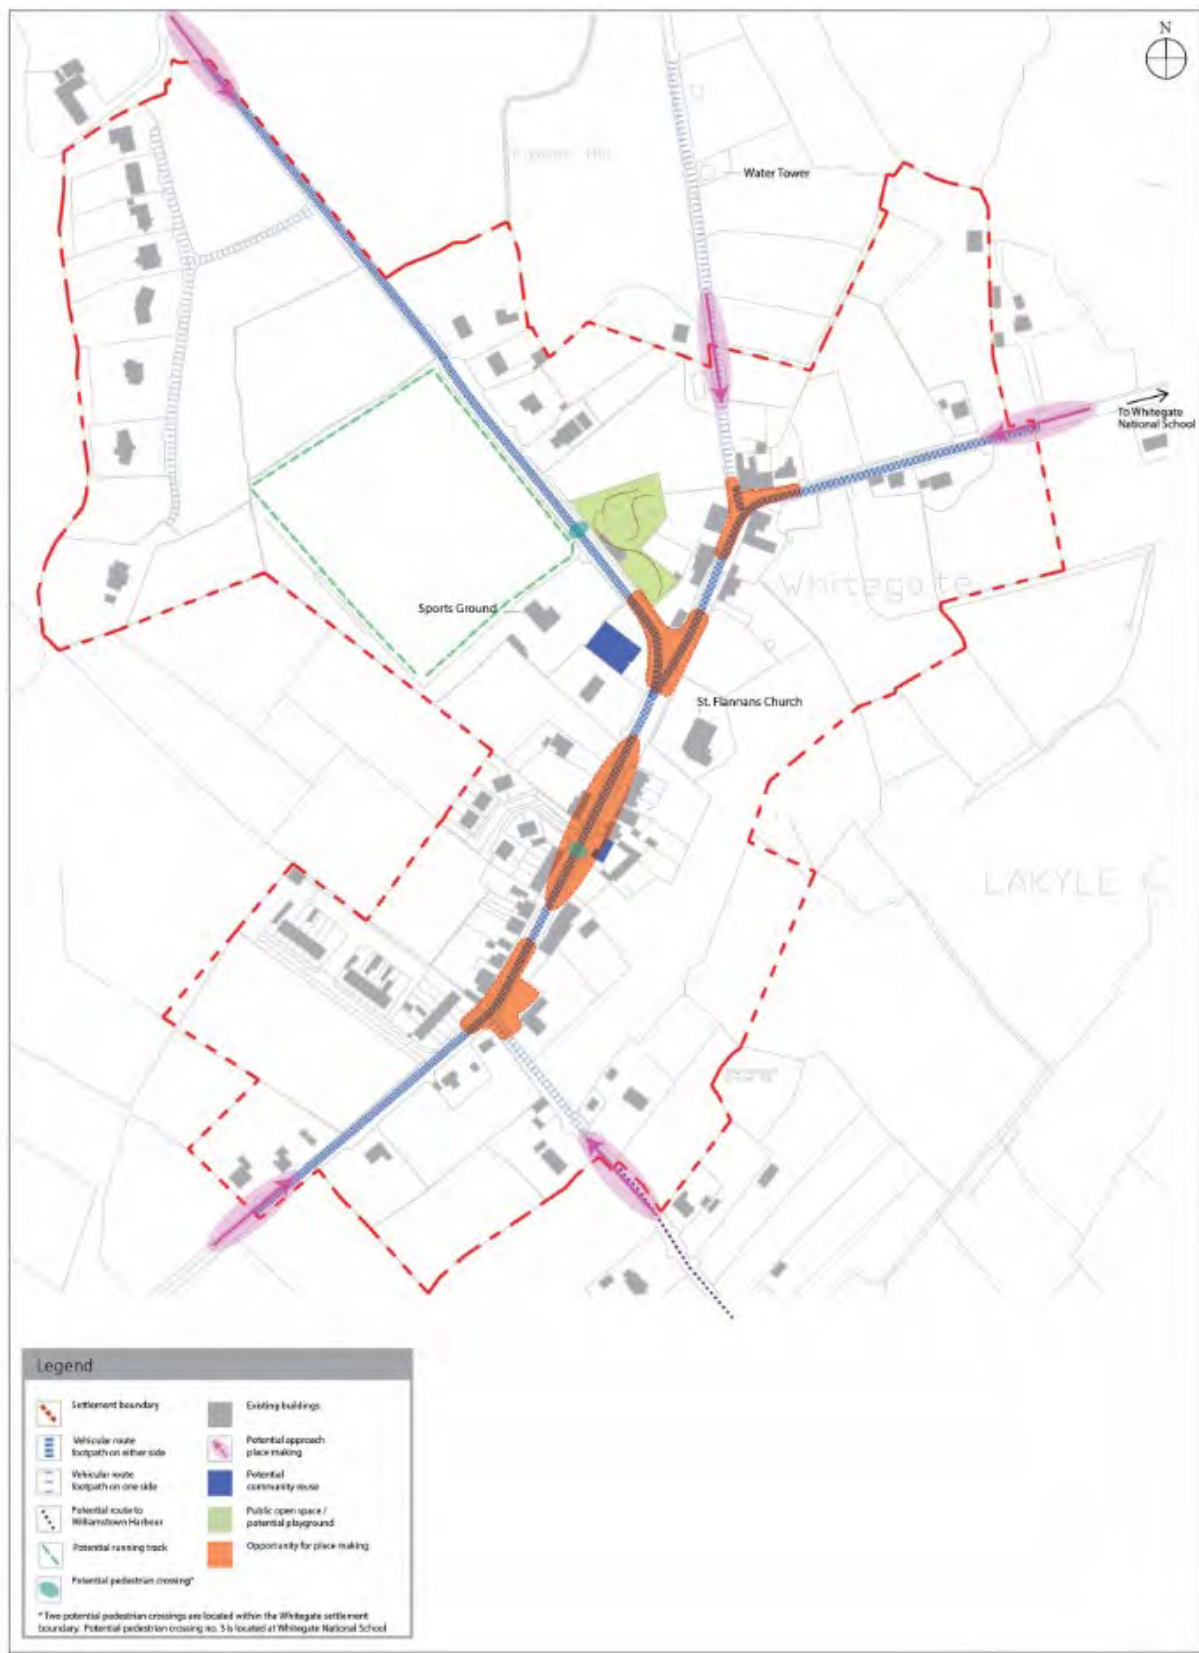 N
Water Tower
To Whitegate
National School
Whitegate
Sports Ground
St. Flannans Church
LAKYLE
Legend
Settlement boundary
Vehicular route
footpath on either side
Vehicular route
footpath on one side
Potential route to
Williamstown Harbour
Potential running track
Potential pedestrian crossing*
Existing buildings
Potential approach
place making
Potential
community reuse
Public open space /
potential playground
Opportunity for place making
* Two potential pedestrian crossings are located within the Whitegate settlement
boundary. Potential pedestrian crossing no. 3 is located at Whitegate National School